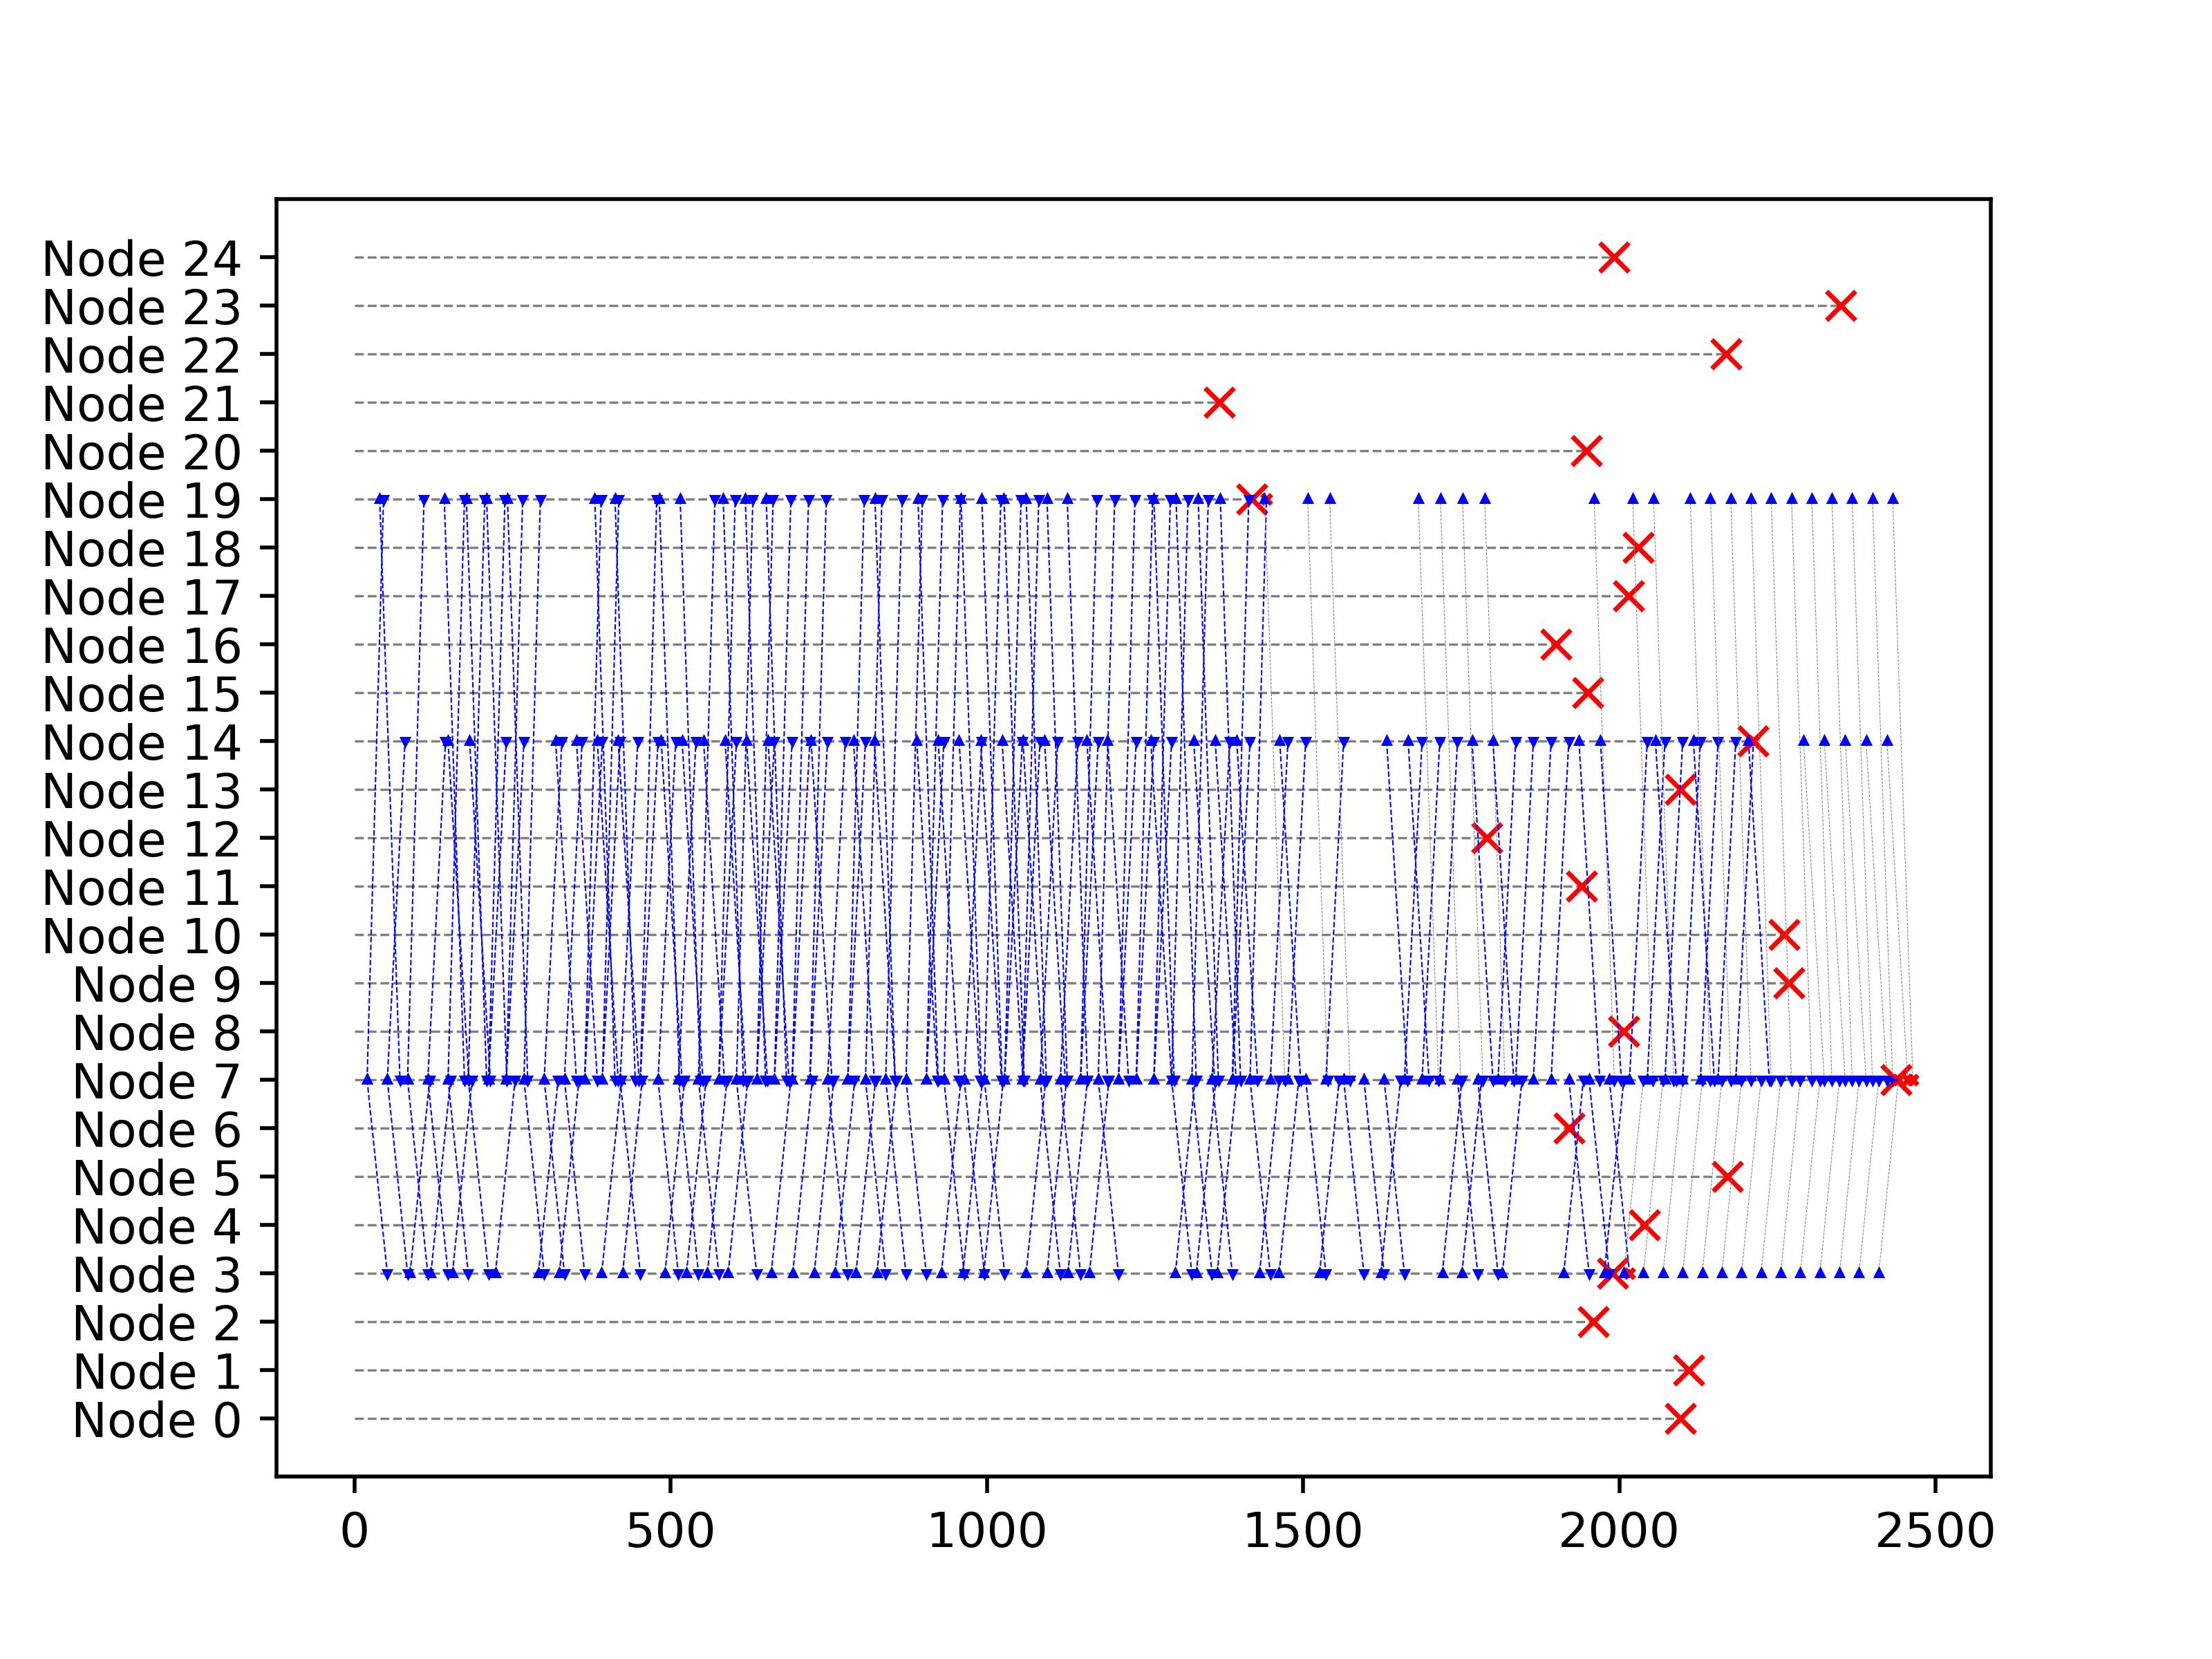 Node 24
Node 23
Node 22
Node 21
Node 20
Node 19
Node 18
Node 17
Node 16
Node 15
Node 14
Node 13
Node 12
Node 11
Node 10
Node 9
Node 8
Node 7
Node 6
Node 5
Node 4
Node 3
Node 2
Node 1
Node 0
0 500 1000 1500 2000 2500